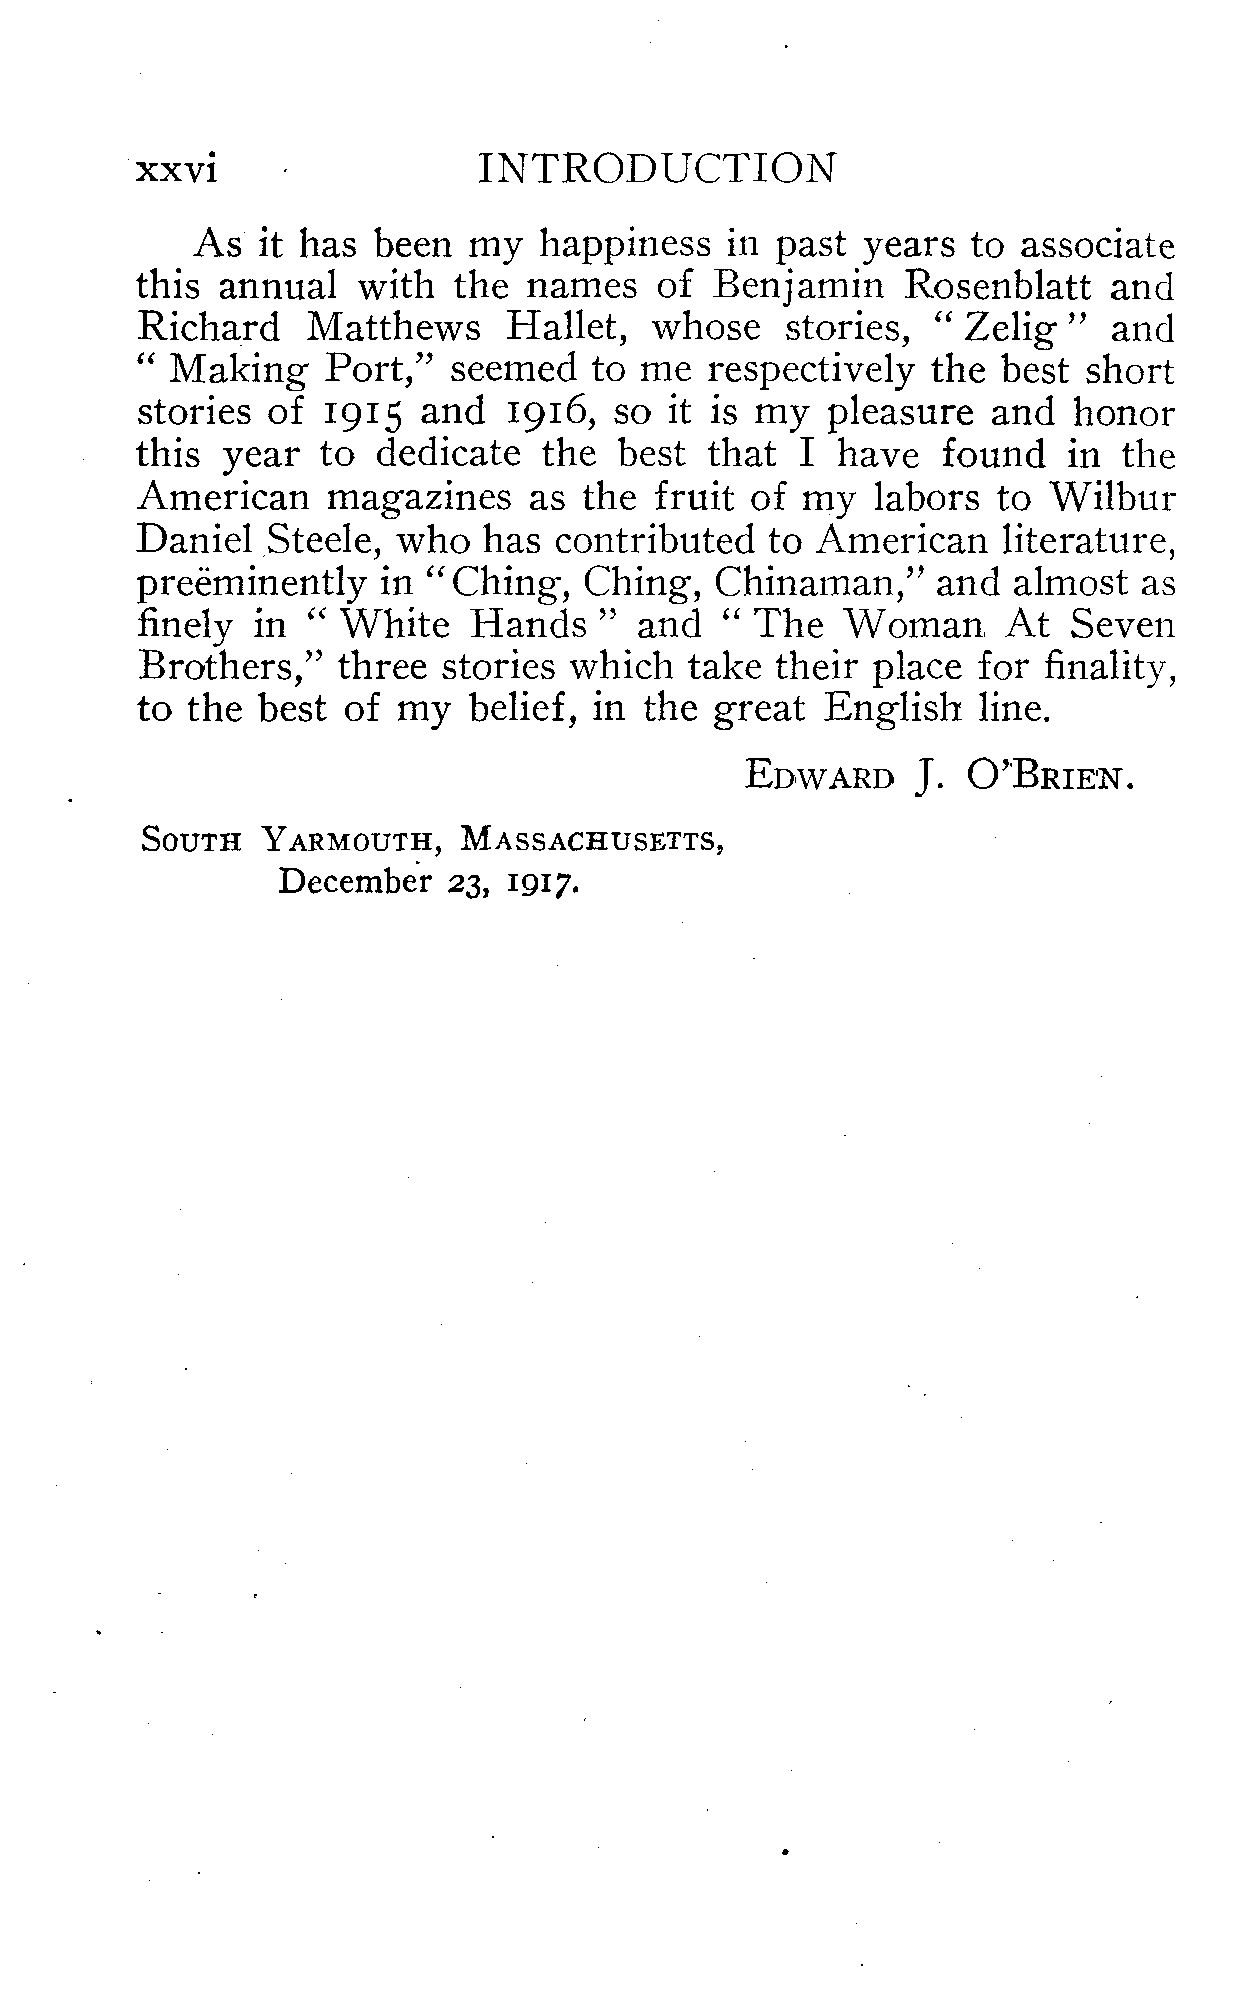 xxvi INTRODUCTION
As it has been my happiness in past years to associate
this annual with the names of Benjamin Rosenblatt and
Richard Matthews Hallet, whose stories, “ Zelig ” and
“ Making Port,” seemed to me respectively the best short
stories of 1915 and 1916, so it is my pleasure and honor
this year to dedicate the best that I have found in the
American magazines as the fruit of my labors to Wilbur
Daniel Steele, who has contributed to American literature,
preëminently in “ Ching, Ching, Chinaman,” and almost as
finely in “ White Hands ” and “ The Woman At Seven
Brothers,” three stories which take their place for finality,
to the best of my belief, in the great English line.
EDWARD J. O’BRIEN.
SOUTH YARMOUTH, MASSACHUSETTS,
December 23, 1917.